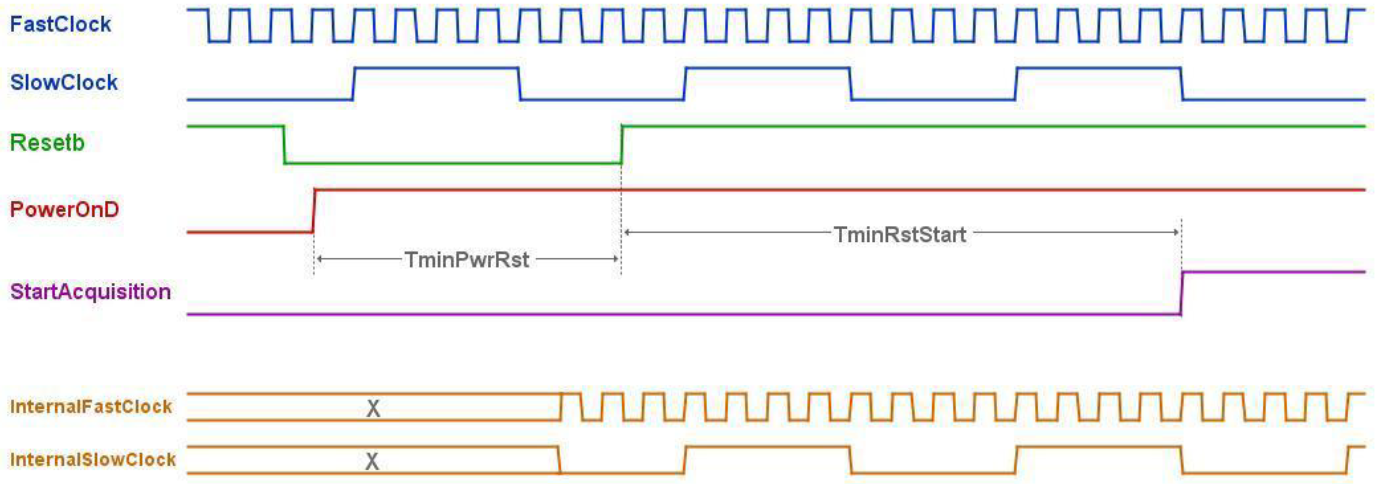 FastClock
SlowClock
Resetb
PowerOnD
TminRstStart
TminPwrRst
StartAcquisition
InternalFastClock
X
InternalSlowClock
X